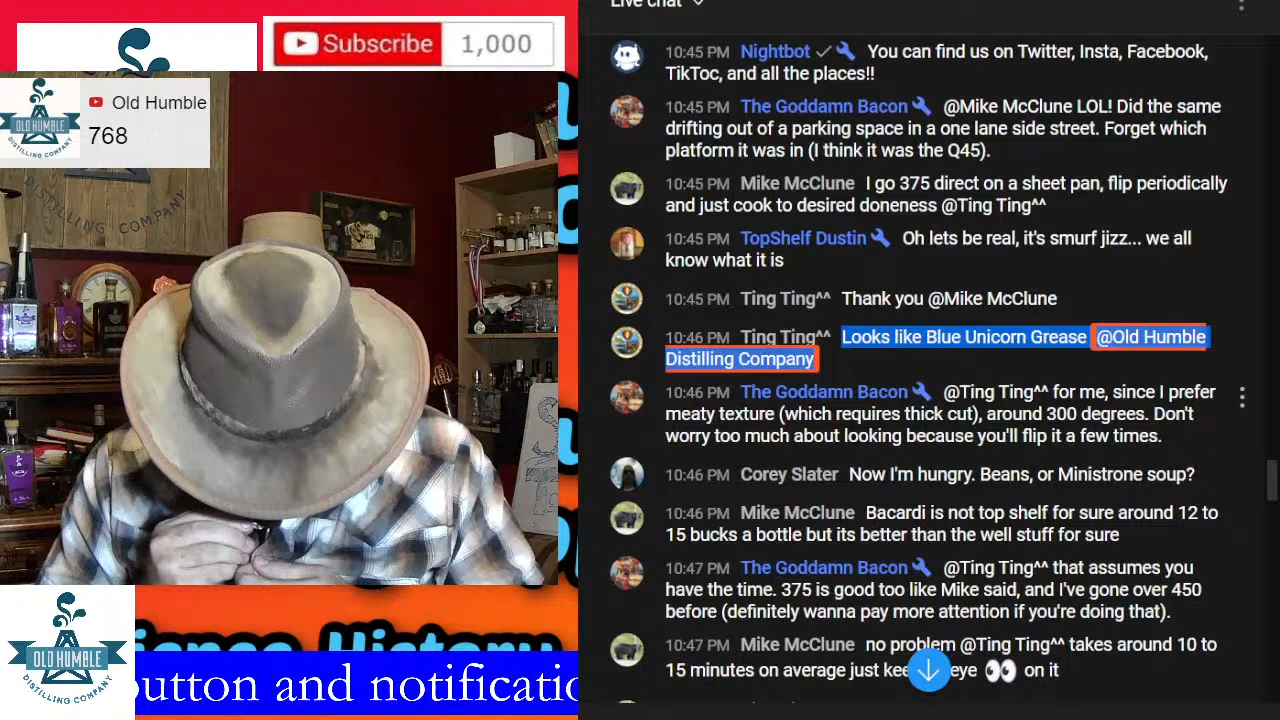 Subscribe 1,000
Old Humble
768
OLD HUMBLE
DISTILLING COMPANY
DISTILLING COMPANY
OLD HUMBLE
DISTILLING COMPANY
History
button and notificatio
Live chat
10:45 PM Nightbot You can find us on Twitter, Insta, Facebook,
TikToc, and all the places!!
10:45 PM The Goddamn Bacon @Mike McClune LOL! Did the same
drifting out of a parking space in a one lane side street. Forget which
platform it was in (I think it was the Q45).
10:45 PM Mike McClune I go 375 direct on a sheet pan, flip periodically
and just cook to desired doneness @Ting Ting^^
10:45 PM TopShelf Dustin Oh lets be real, it's smurf jizz... we all
know what it is
10:45 PM Ting Ting^^ Thank you @Mike McClune
10:46 PM Ting Ting^^ Looks like Blue Unicorn Grease @Old Humble
Distilling Company
10:46 PM The Goddamn Bacon @Ting Ting^^ for me, since I prefer
meaty texture (which requires thick cut), around 300 degrees. Don't
worry too much about looking because you'll flip it a few times.
10:46 PM Corey Slater Now I'm hungry. Beans, or Ministrone soup?
10:46 PM Mike McClune Bacardi is not top shelf for sure around 12 to
15 bucks a bottle but its better than the well stuff for sure
10:47 PM The Goddamn Bacon @Ting Ting^^ that assumes you
have the time. 375 is good too like Mike said, and I've gone over 450
before (definitely wanna pay more attention if you're doing that).
10:47 PM Mike McClune no problem @Ting Ting^^ takes around 10 to
15 minutes on average just kee eye 👀 on it